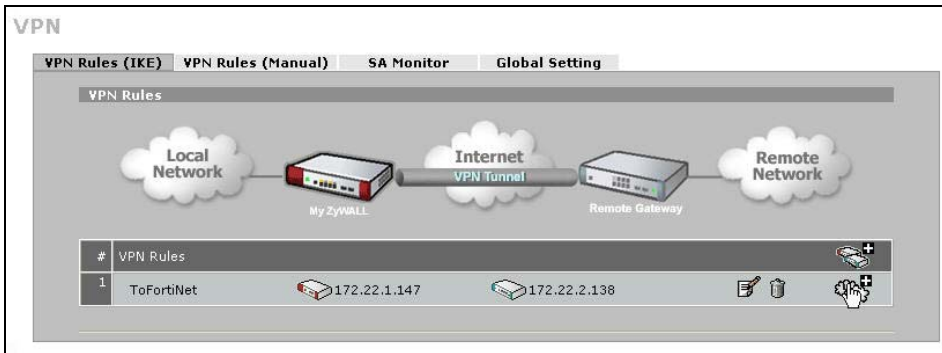 VPN
VPN Rules (IKE) VPN Rules (Manual) SA Monitor Global Setting
VPN Rules
Local
Network
Internet
VPN Tunnel
Remote
Network
My ZyWALL
Remote Gateway
# VPN Rules
1 ToFortiNet 172.22.1.147 172.22.2.138